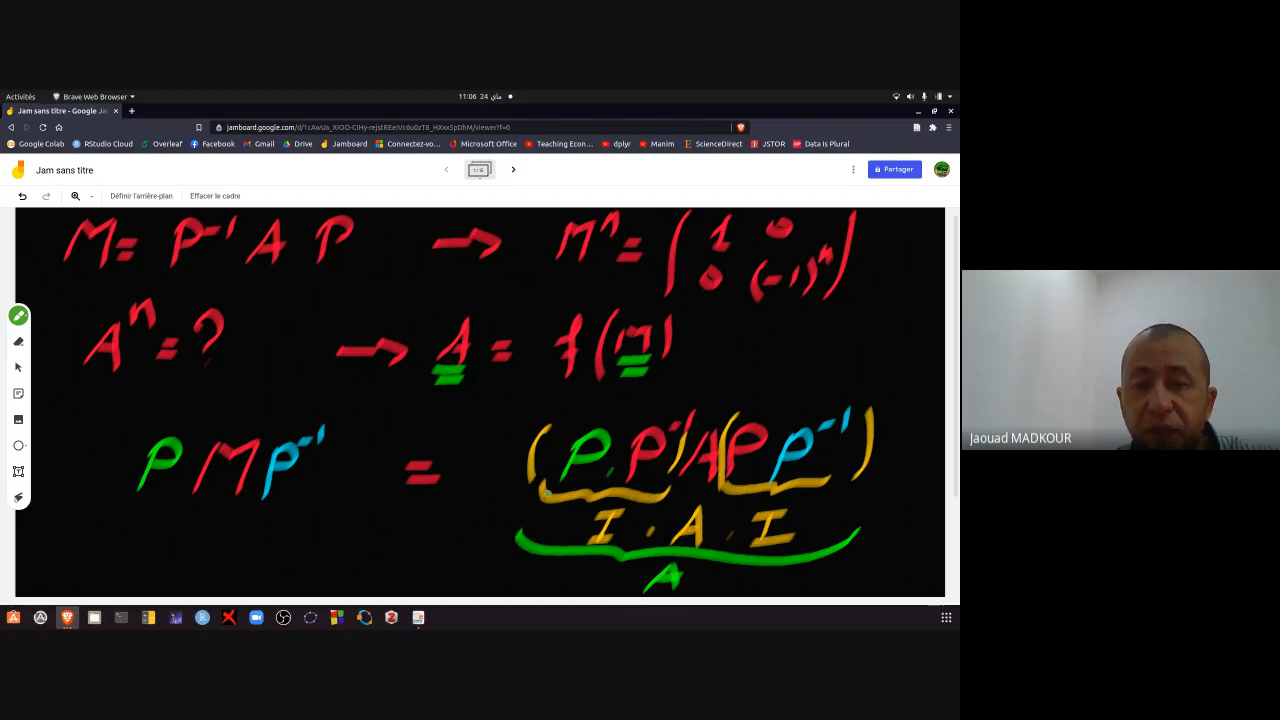 Activités Brave Web Browser 11:06 24 ماي
Jam sans titre - Google Ja
jamboard.google.com
Google Colab RStudio Cloud Overleaf Facebook Gmail Drive Jamboard Connectez-vo... Microsoft Office Teaching Econ... dplyr Manim ScienceDirect JSTOR Data Is Plural
Jam sans titre 1/6 Partager
Définir l'arrière-plan Effacer le cadre
M = P⁻¹ A P → Mⁿ = ( 1 0
0 (-1)ⁿ )
Aⁿ = ? → A = f(M)
P M P⁻¹ = ( P . P⁻¹ ) A ( P P⁻¹ )
I . A . I
A
Jaouad MADKOUR